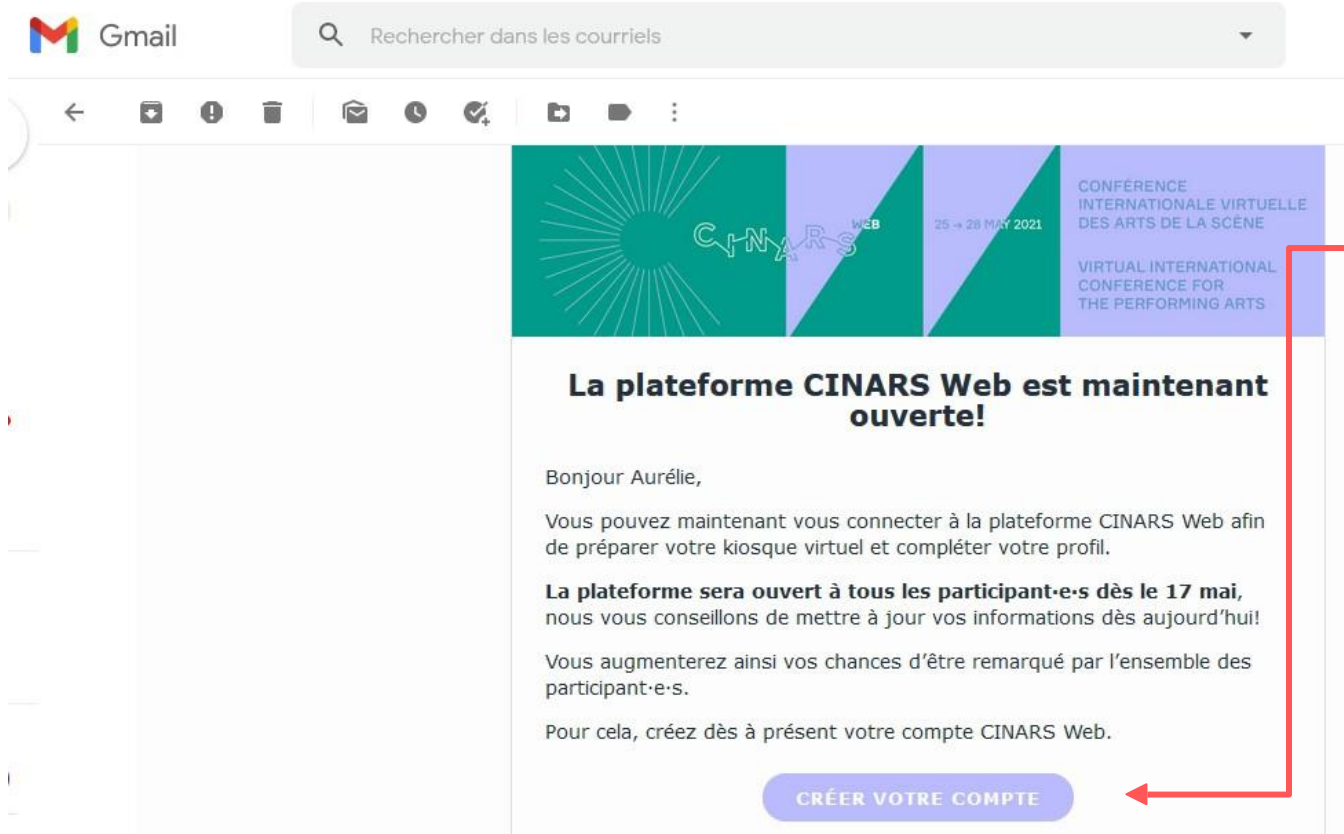 Gmail
Rechercher dans les courriels
CINARS
WEB
25 → 28 MAY 2021
CONFÉRENCE
INTERNATIONALE VIRTUELLE
DES ARTS DE LA SCÈNE
VIRTUAL INTERNATIONAL
CONFERENCE FOR
THE PERFORMING ARTS
La plateforme CINARS Web est maintenant
ouverte!
Bonjour Aurélie,
Vous pouvez maintenant vous connecter à la plateforme CINARS Web afin
de préparer votre kiosque virtuel et compléter votre profil.
La plateforme sera ouvert à tous les participant·e·s dès le 17 mai,
nous vous conseillons de mettre à jour vos informations dès aujourd’hui!
Vous augmenterez ainsi vos chances d’être remarqué par l’ensemble des
participant·e·s.
Pour cela, créez dès à présent votre compte CINARS Web.
CRÉER VOTRE COMPTE